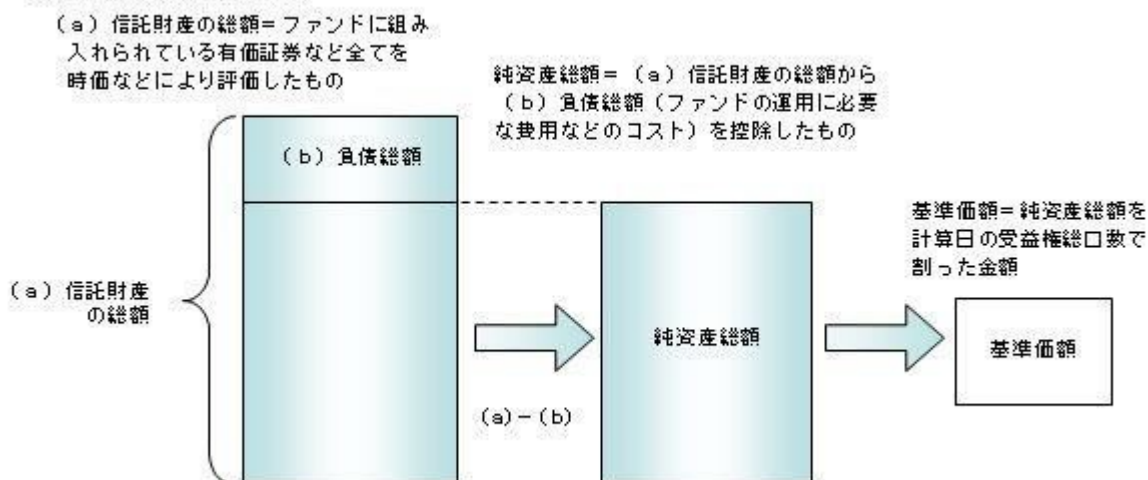 (a)信託財産の総額=ファンドに組み
入れられている有価証券など全てを
時価などにより評価したもの
純資産総額=(a)信託財産の総額から
(b)負債総額(ファンドの運用に必要
な費用などのコスト)を控除したもの
(b)負債総額
基準価額=純資産総額を
計算日の受益権総口数で
割った金額
(a)信託財産
の総額
純資産総額
基準価額
(a)-(b)